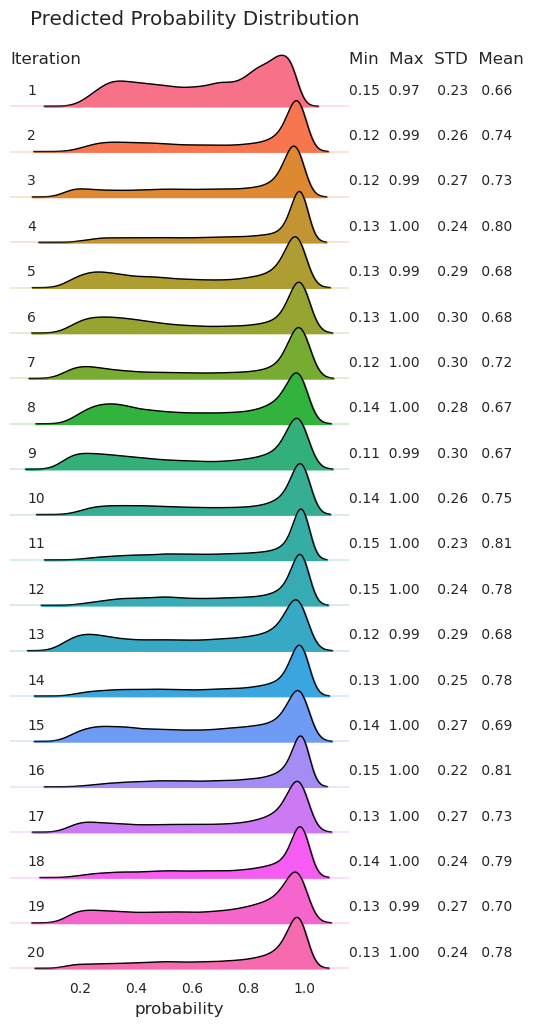 Predicted Probability Distribution
Iteration Min Max STD Mean
1 0.15 0.97 0.23 0.66
2 0.12 0.99 0.26 0.74
3 0.12 0.99 0.27 0.73
4 0.13 1.00 0.24 0.80
5 0.13 0.99 0.29 0.68
6 0.13 1.00 0.30 0.68
7 0.12 1.00 0.30 0.72
8 0.14 1.00 0.28 0.67
9 0.11 0.99 0.30 0.67
10 0.14 1.00 0.26 0.75
11 0.15 1.00 0.23 0.81
12 0.15 1.00 0.24 0.78
13 0.12 0.99 0.29 0.68
14 0.13 1.00 0.25 0.78
15 0.14 1.00 0.27 0.69
16 0.15 1.00 0.22 0.81
17 0.13 1.00 0.27 0.73
18 0.14 1.00 0.24 0.79
19 0.13 0.99 0.27 0.70
20 0.13 1.00 0.24 0.78
0.2 0.4 0.6 0.8 1.0
probability